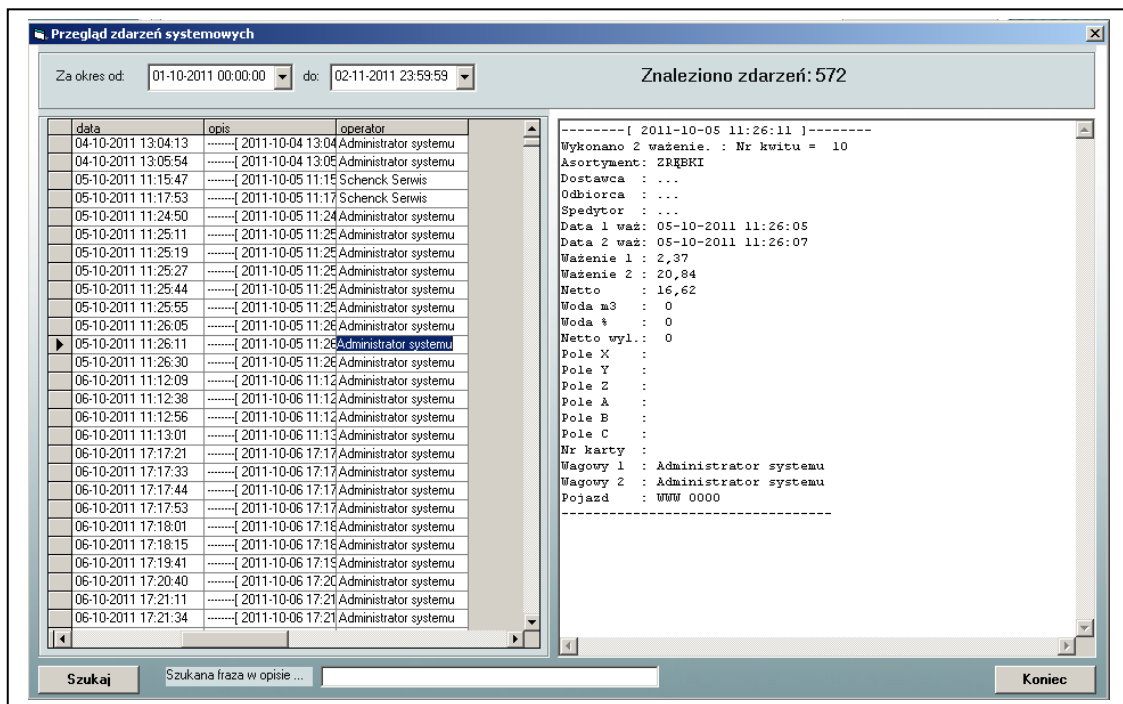 Przegląd zdarzeń systemowych
Za okres od: 01-10-2011 00:00:00 do: 02-11-2011 23:59:59 Znaleziono zdarzeń: 572
data opis operator
04-10-2011 13:04:13 -------[ 2011-10-04 13:04 Administrator systemu
04-10-2011 13:05:54 -------[ 2011-10-04 13:05 Administrator systemu
05-10-2011 11:15:47 -------[ 2011-10-05 11:15 Schenck Serwis
05-10-2011 11:17:53 -------[ 2011-10-05 11:17 Schenck Serwis
05-10-2011 11:24:50 -------[ 2011-10-05 11:24 Administrator systemu
05-10-2011 11:25:11 -------[ 2011-10-05 11:25 Administrator systemu
05-10-2011 11:25:19 -------[ 2011-10-05 11:25 Administrator systemu
05-10-2011 11:25:27 -------[ 2011-10-05 11:25 Administrator systemu
05-10-2011 11:25:44 -------[ 2011-10-05 11:25 Administrator systemu
05-10-2011 11:25:55 -------[ 2011-10-05 11:25 Administrator systemu
05-10-2011 11:26:05 -------[ 2011-10-05 11:26 Administrator systemu
05-10-2011 11:26:11 -------[ 2011-10-05 11:26 Administrator systemu
05-10-2011 11:26:30 -------[ 2011-10-05 11:26 Administrator systemu
06-10-2011 11:12:09 -------[ 2011-10-06 11:12 Administrator systemu
06-10-2011 11:12:38 -------[ 2011-10-06 11:12 Administrator systemu
06-10-2011 11:12:56 -------[ 2011-10-06 11:12 Administrator systemu
06-10-2011 11:13:01 -------[ 2011-10-06 11:13 Administrator systemu
06-10-2011 17:17:21 -------[ 2011-10-06 17:17 Administrator systemu
06-10-2011 17:17:33 -------[ 2011-10-06 17:17 Administrator systemu
06-10-2011 17:17:44 -------[ 2011-10-06 17:17 Administrator systemu
06-10-2011 17:17:53 -------[ 2011-10-06 17:17 Administrator systemu
06-10-2011 17:18:01 -------[ 2011-10-06 17:18 Administrator systemu
06-10-2011 17:18:15 -------[ 2011-10-06 17:18 Administrator systemu
06-10-2011 17:19:41 -------[ 2011-10-06 17:19 Administrator systemu
06-10-2011 17:20:40 -------[ 2011-10-06 17:20 Administrator systemu
06-10-2011 17:21:11 -------[ 2011-10-06 17:21 Administrator systemu
06-10-2011 17:21:34 -------[ 2011-10-06 17:21 Administrator systemu
--------[ 2011-10-05 11:26:11 ]--------
Wykonano 2 ważenie. : Nr kwitu = 10
Asortyment: ZRĘBKI
Dostawca : ...
Odbiorca : ...
Spedytor : ...
Data 1 waż: 05-10-2011 11:26:05
Data 2 waż: 05-10-2011 11:26:07
Ważenie 1 : 2,37
Ważenie 2 : 20,84
Netto : 16,62
Woda m3 : 0
Woda % : 0
Netto wyl.: 0
Pole X :
Pole Y :
Pole Z :
Pole A :
Pole B :
Pole C :
Nr karty :
Wagowy 1 : Administrator systemu
Wagowy 2 : Administrator systemu
Pojazd : WWW 0000
----------------------------------
Szukaj Szukana fraza w opisie ... Koniec